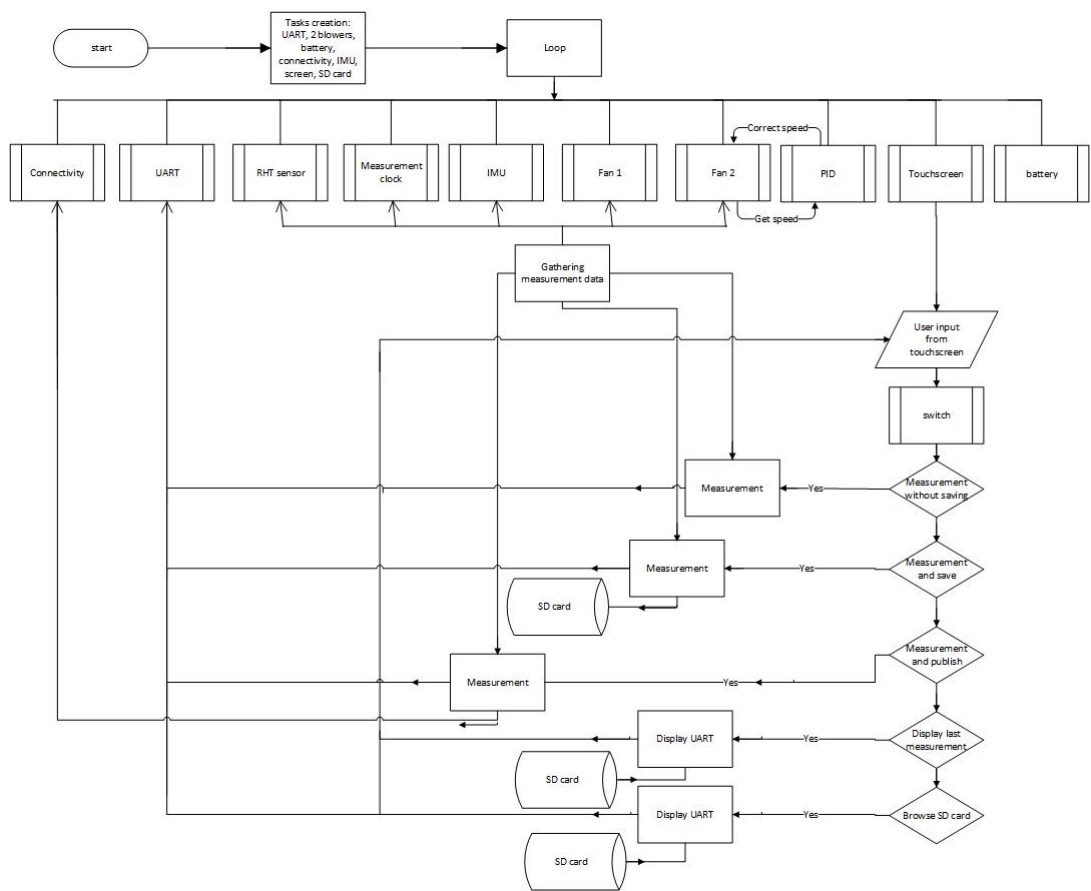 start
Tasks creation:
UART, 2 blowers,
battery,
connectivity, IMU,
screen, SD card
Loop
Connectivity
UART
RHT sensor
Measurement
clock
IMU
Fan 1
Fan 2
Correct speed
Get speed
PID
Touchscreen
battery
Gathering
measurement data
User input
from
touchscreen
switch
Measurement
Yes
Measurement
without saving
Measurement
Yes
Measurement
and save
SD card
Measurement
Yes
Measurement
and publish
Display UART
Yes
Display last
measurement
SD card
Display UART
Yes
Browse SD card
SD card